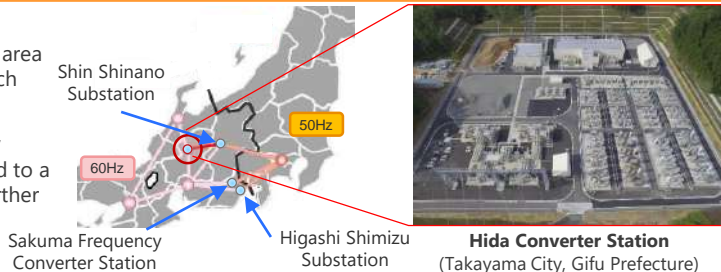 area
ch
d to a
rther
Shin Shinano
Substation
50Hz
60Hz
Sakuma Frequency
Converter Station
Higashi Shimizu
Substation
Hida Converter Station
(Takayama City, Gifu Prefecture)